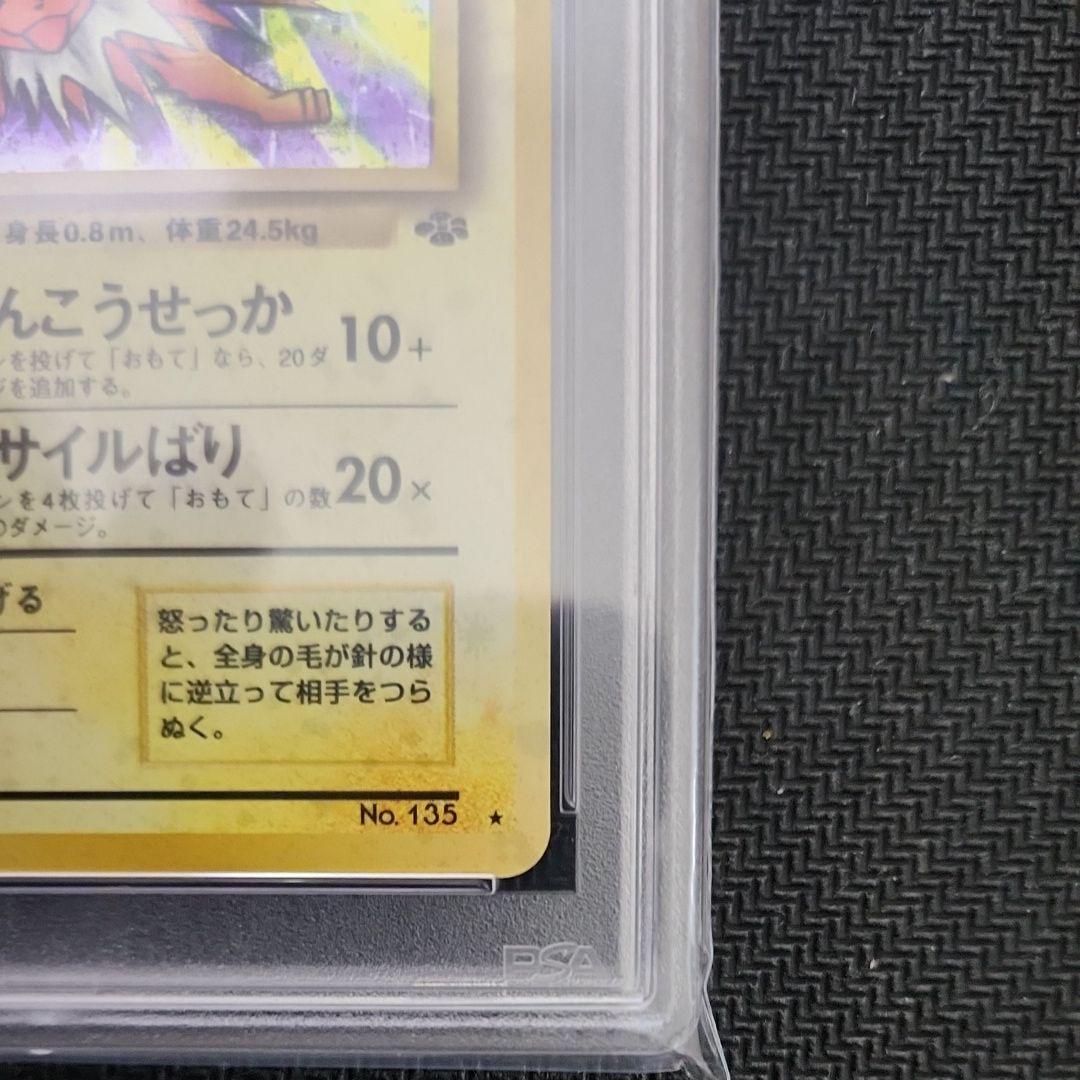 身長0.8m、体重24.5kg
んこうせっか 10+
ンを投げて「おもて」なら、20ダ
ジを追加する。
サイルばり 20×
ンを4枚投げて「おもて」の数
のダメージ。
げる
怒ったり驚いたりする
と、全身の毛が針の様
に逆立って相手をつら
ぬく。
No. 135 ★
PSA